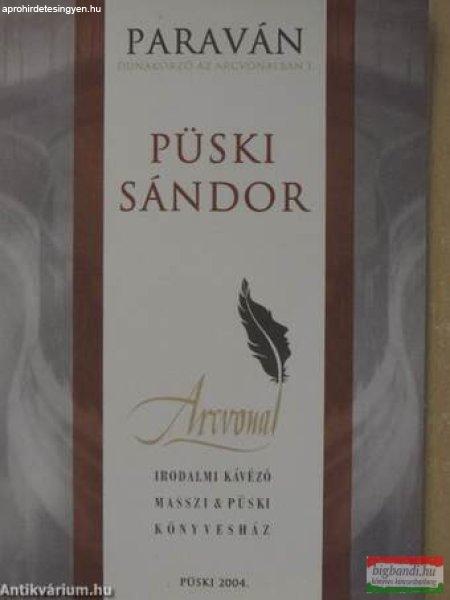 aprohirdetesingyen.hu
PARAVÁN
DUNAKORZÓ AZ ARCVONALBAN 1.
PÜSKI
SÁNDOR
Arcvonal
IRODALMI KÁVÉZÓ
MASSZI & PÜSKI
KÖNYVESHÁZ
PÜSKI 2004.
Antikvárium.hu
bigbandi.hu